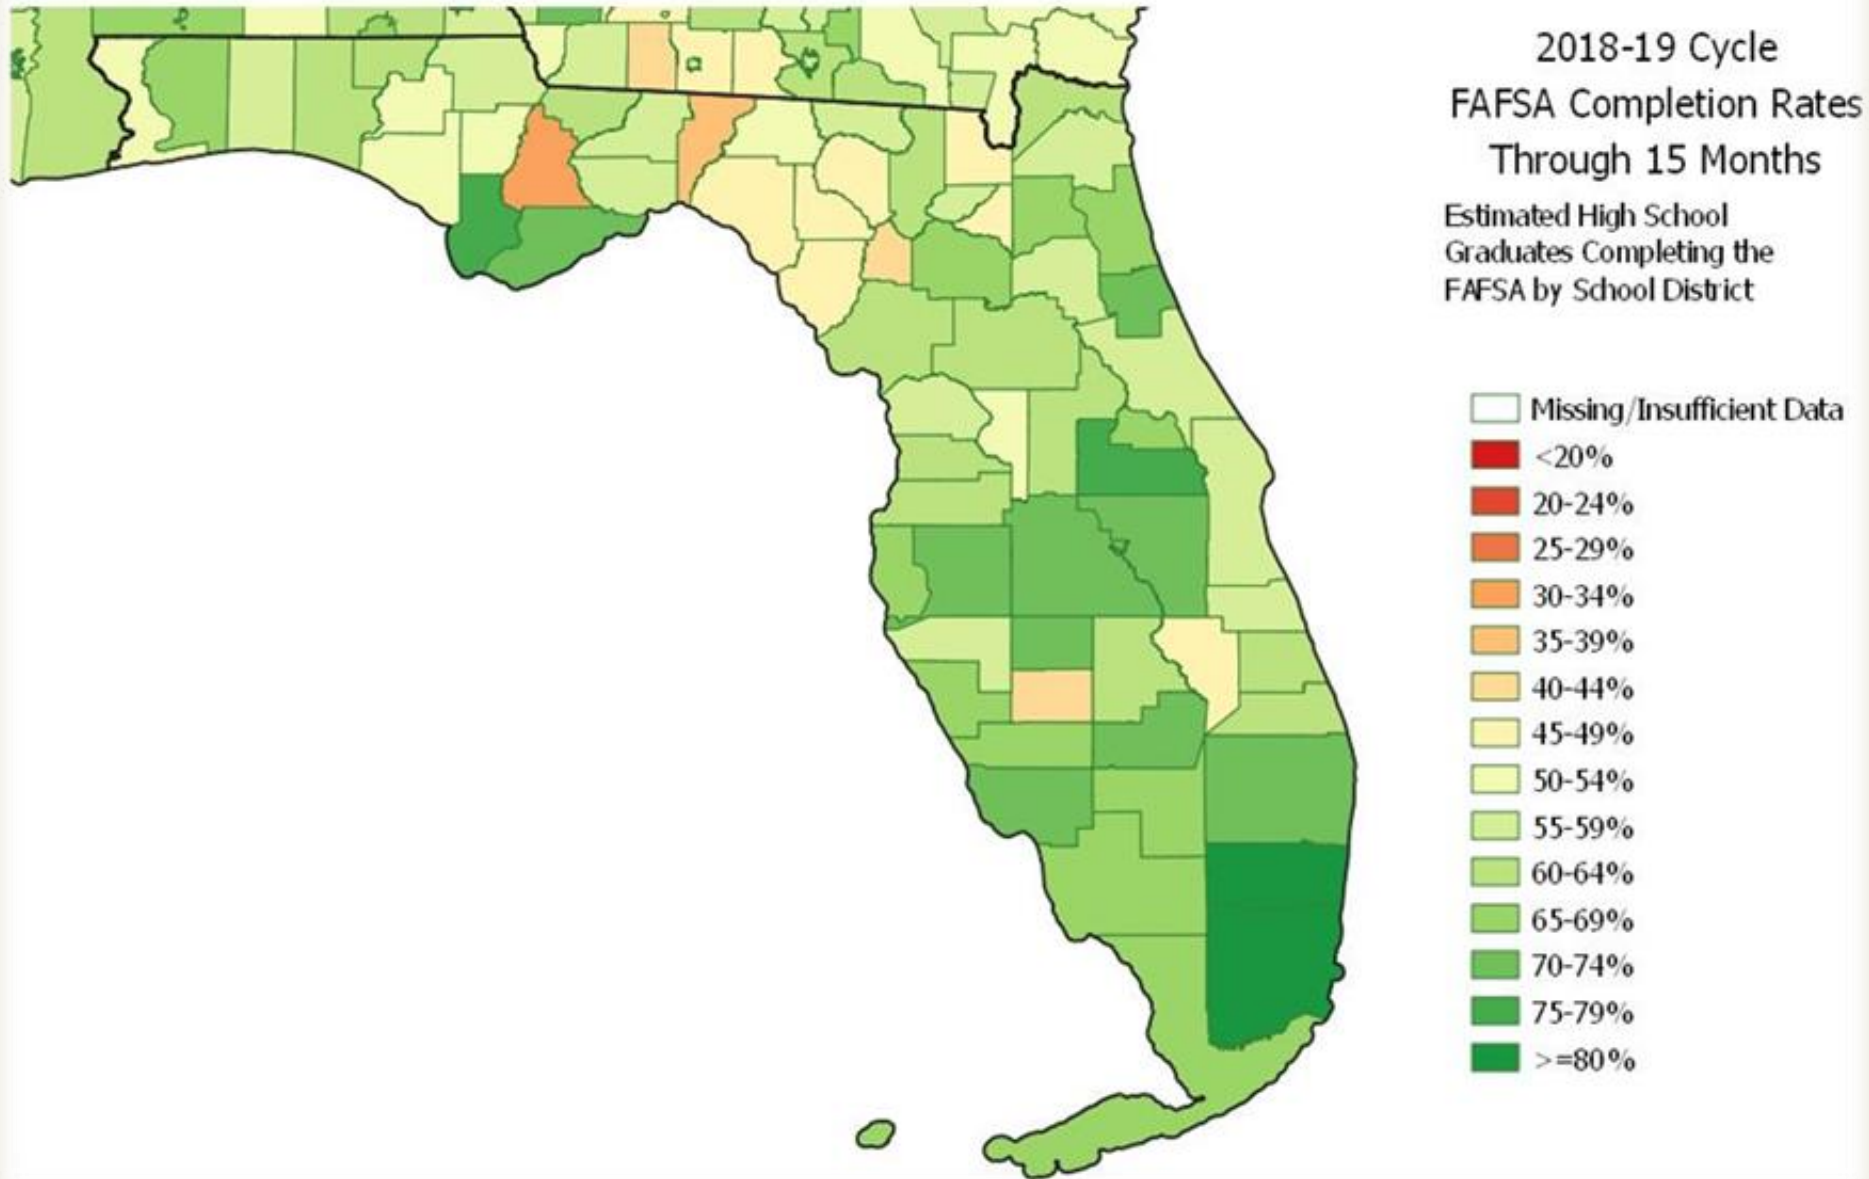 2018-19 Cycle
FAFSA Completion Rates
Through 15 Months
Estimated High School
Graduates Completing the
FAFSA by School District
Missing/Insufficient Data
<20%
20-24%
25-29%
30-34%
35-39%
40-44%
45-49%
50-54%
55-59%
60-64%
65-69%
70-74%
75-79%
>=80%